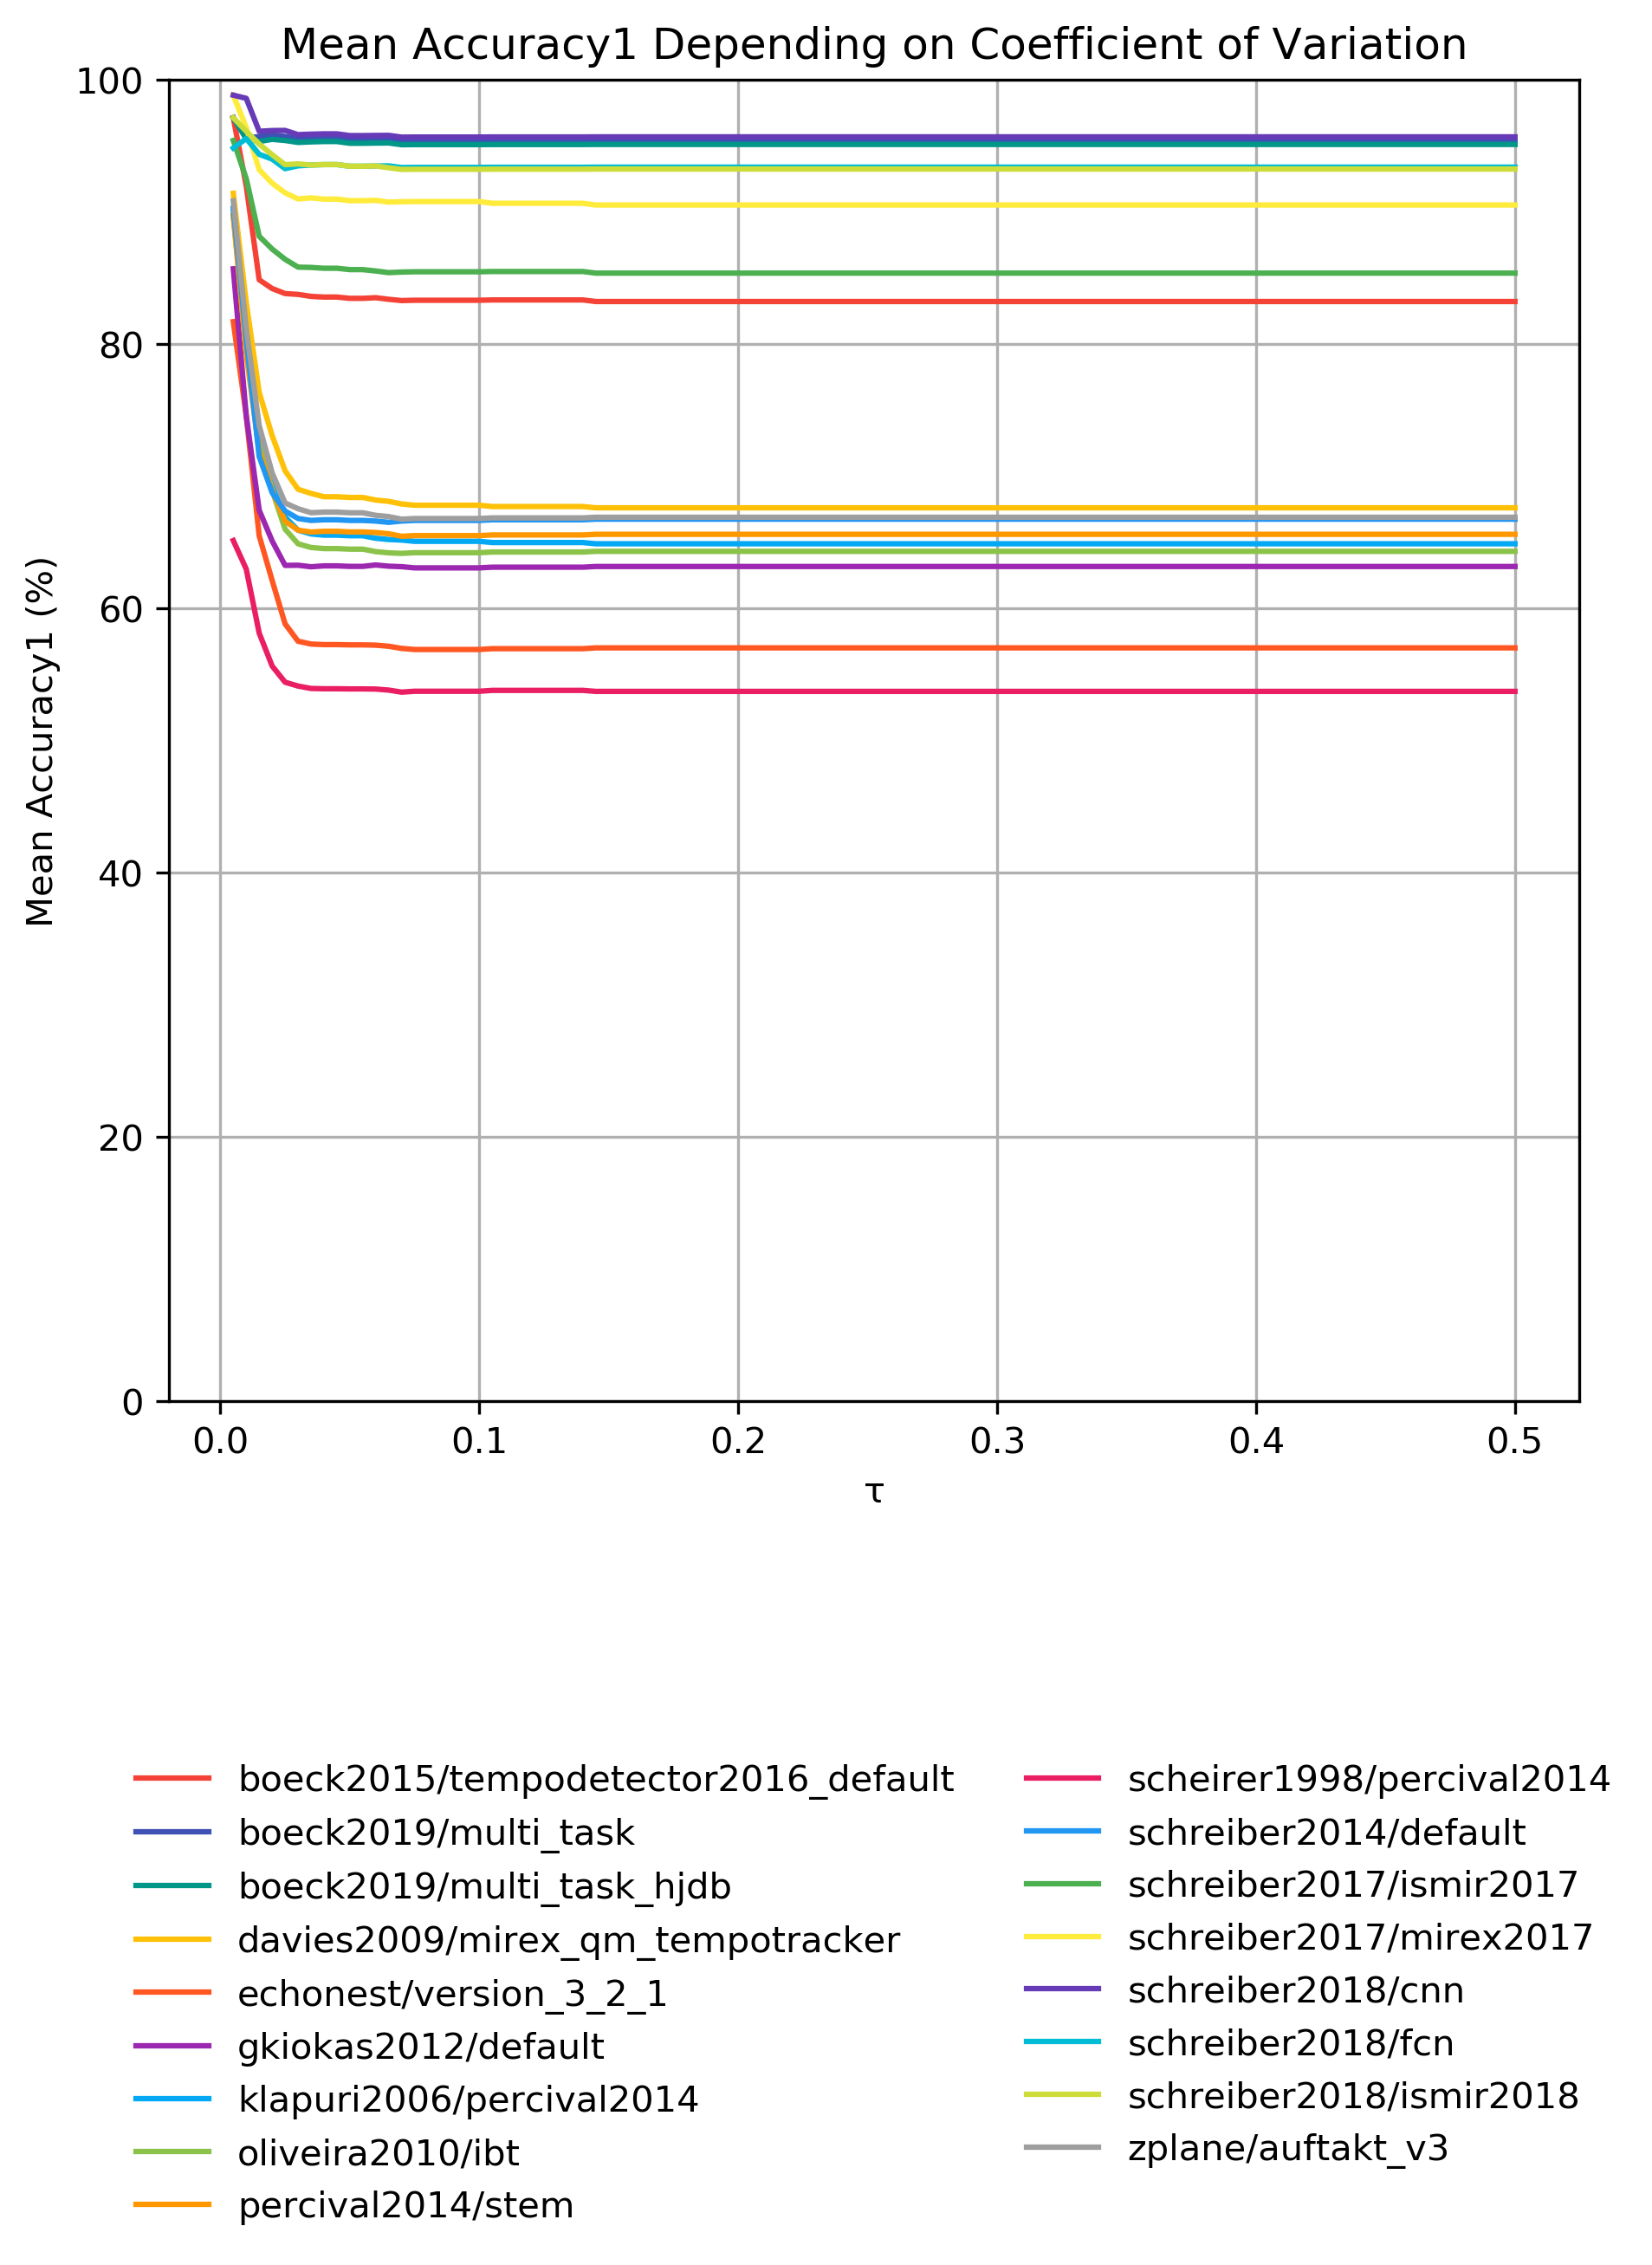 Mean Accuracy1 Depending on Coefficient of Variation
100
80
60
40
20
0
Mean Accuracy1 (%)
0.0 0.1 0.2 0.3 0.4 0.5
τ
boeck2015/tempodetector2016_default
boeck2019/multi_task
boeck2019/multi_task_hjdb
davies2009/mirex_qm_tempotracker
echonest/version_3_2_1
gkiokas2012/default
klapuri2006/percival2014
oliveira2010/ibt
percival2014/stem
scheirer1998/percival2014
schreiber2014/default
schreiber2017/ismir2017
schreiber2017/mirex2017
schreiber2018/cnn
schreiber2018/fcn
schreiber2018/ismir2018
zplane/auftakt_v3